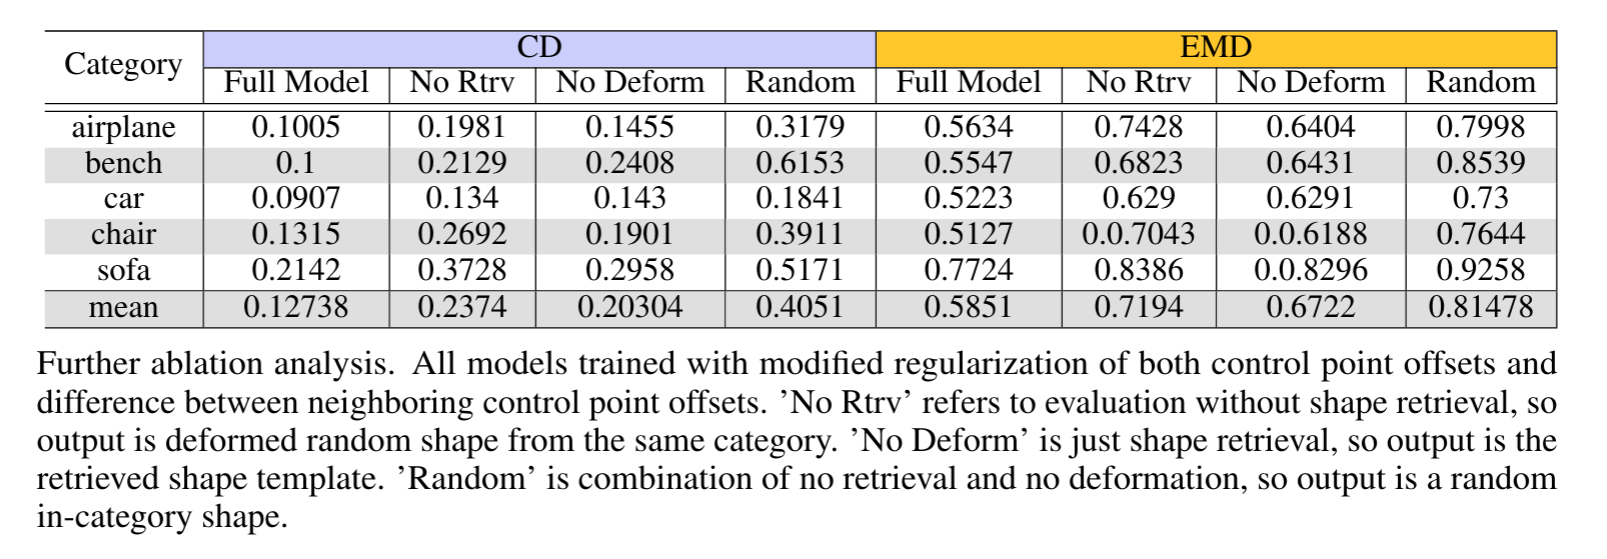 Category CD EMD
Full Model No Rtrv No Deform Random Full Model No Rtrv No Deform Random
airplane 0.1005 0.1981 0.1455 0.3179 0.5634 0.7428 0.6404 0.7998
bench 0.1 0.2129 0.2408 0.6153 0.5547 0.6823 0.6431 0.8539
car 0.0907 0.134 0.143 0.1841 0.5223 0.629 0.6291 0.73
chair 0.1315 0.2692 0.1901 0.3911 0.5127 0.0.7043 0.0.6188 0.7644
sofa 0.2142 0.3728 0.2958 0.5171 0.7724 0.8386 0.0.8296 0.9258
mean 0.12738 0.2374 0.20304 0.4051 0.5851 0.7194 0.6722 0.81478
Further ablation analysis. All models trained with modified regularization of both control point offsets and
difference between neighboring control point offsets. ’No Rtrv’ refers to evaluation without shape retrieval, so
output is deformed random shape from the same category. ’No Deform’ is just shape retrieval, so output is the
retrieved shape template. ’Random’ is combination of no retrieval and no deformation, so output is a random
in-category shape.